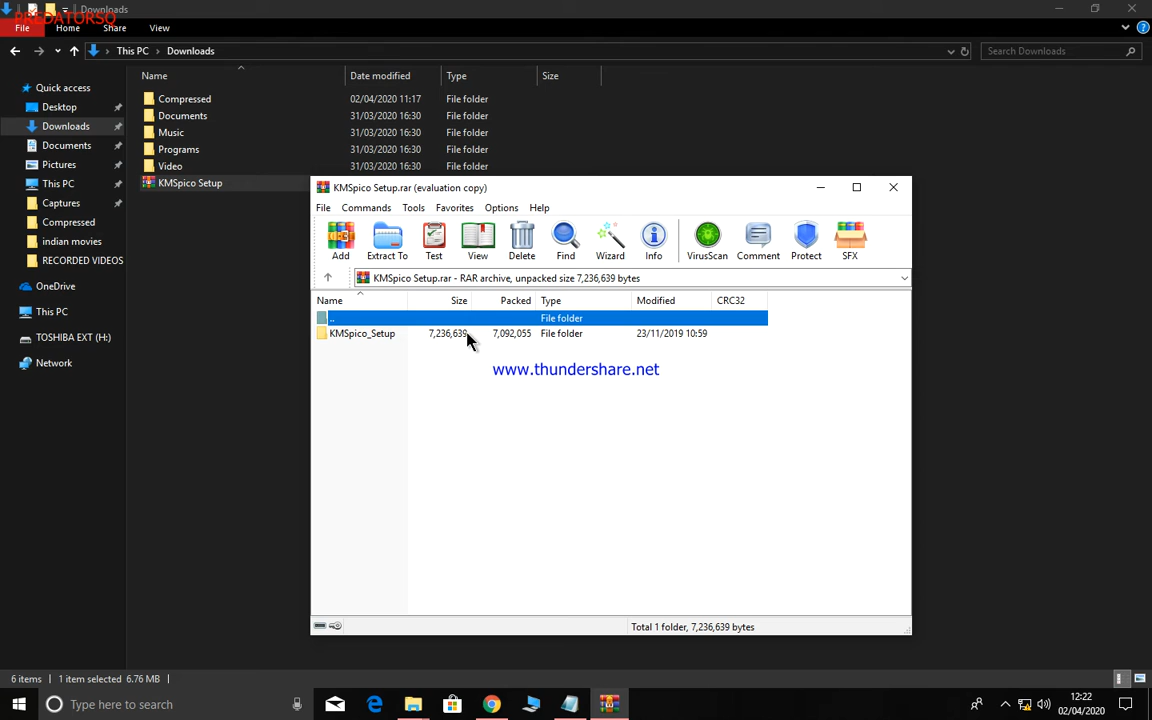 Downloads
PREDATORSO
File Home Share View
This PC Downloads Search Downloads
Name Date modified Type Size
Quick access
Desktop
Downloads
Documents
Pictures
This PC
Captures
Compressed
indian movies
RECORDED VIDEOS
OneDrive
This PC
TOSHIBA EXT (H:)
Network
Compressed 02/04/2020 11:17 File folder
Documents 31/03/2020 16:30 File folder
Music 31/03/2020 16:30 File folder
Programs 31/03/2020 16:30 File folder
Video 31/03/2020 16:30 File folder
KMSpico Setup
KMSpico Setup.rar (evaluation copy)
File Commands Tools Favorites Options Help
Add Extract To Test View Delete Find Wizard Info VirusScan Comment Protect SFX
KMSpico Setup.rar - RAR archive, unpacked size 7,236,639 bytes
Name Size Packed Type Modified CRC32
.. File folder
KMSpico_Setup 7,236,639 7,092,055 File folder 23/11/2019 10:59
www.thundershare.net
Total 1 folder, 7,236,639 bytes
6 items 1 item selected 6.76 MB
Type here to search
12:22
02/04/2020